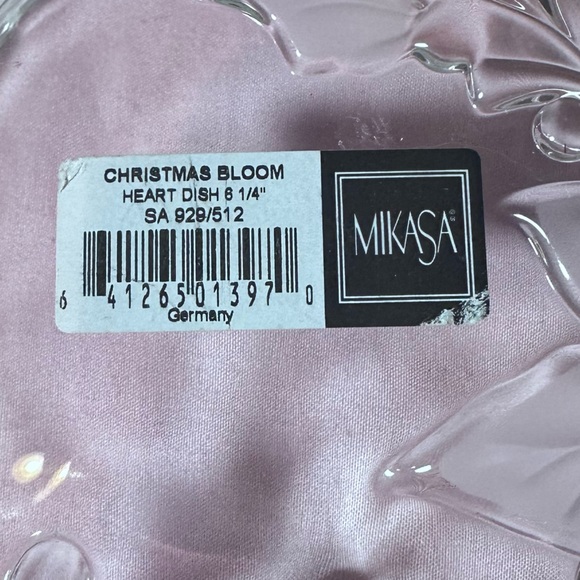 CHRISTMAS BLOOM
HEART DISH 6 1/4"
SA 929/512
6 41265 01397 0
Germany
MIKASA®